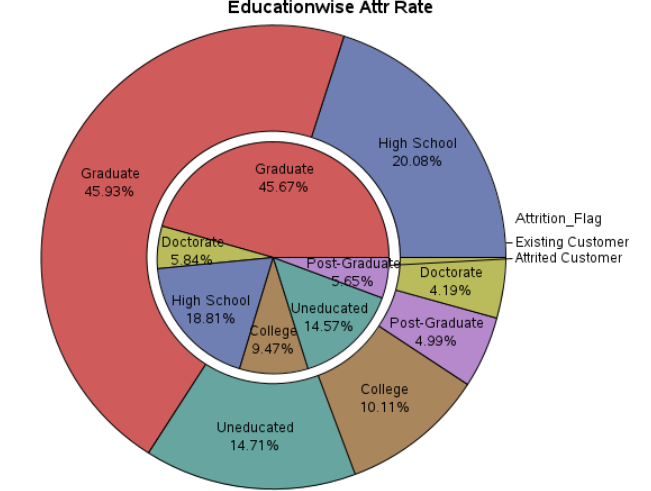 Educationwise Attr Rate
High School
20.08%
Graduate
45.93%
Graduate
45.67%
Attrition_Flag
Existing Customer
Attrited Customer
Doctorate
5.84%
Post-Graduate
5.65%
Doctorate
4.19%
High School
18.81%
Uneducated
14.57%
College
9.47%
Post-Graduate
4.99%
College
10.11%
Uneducated
14.71%